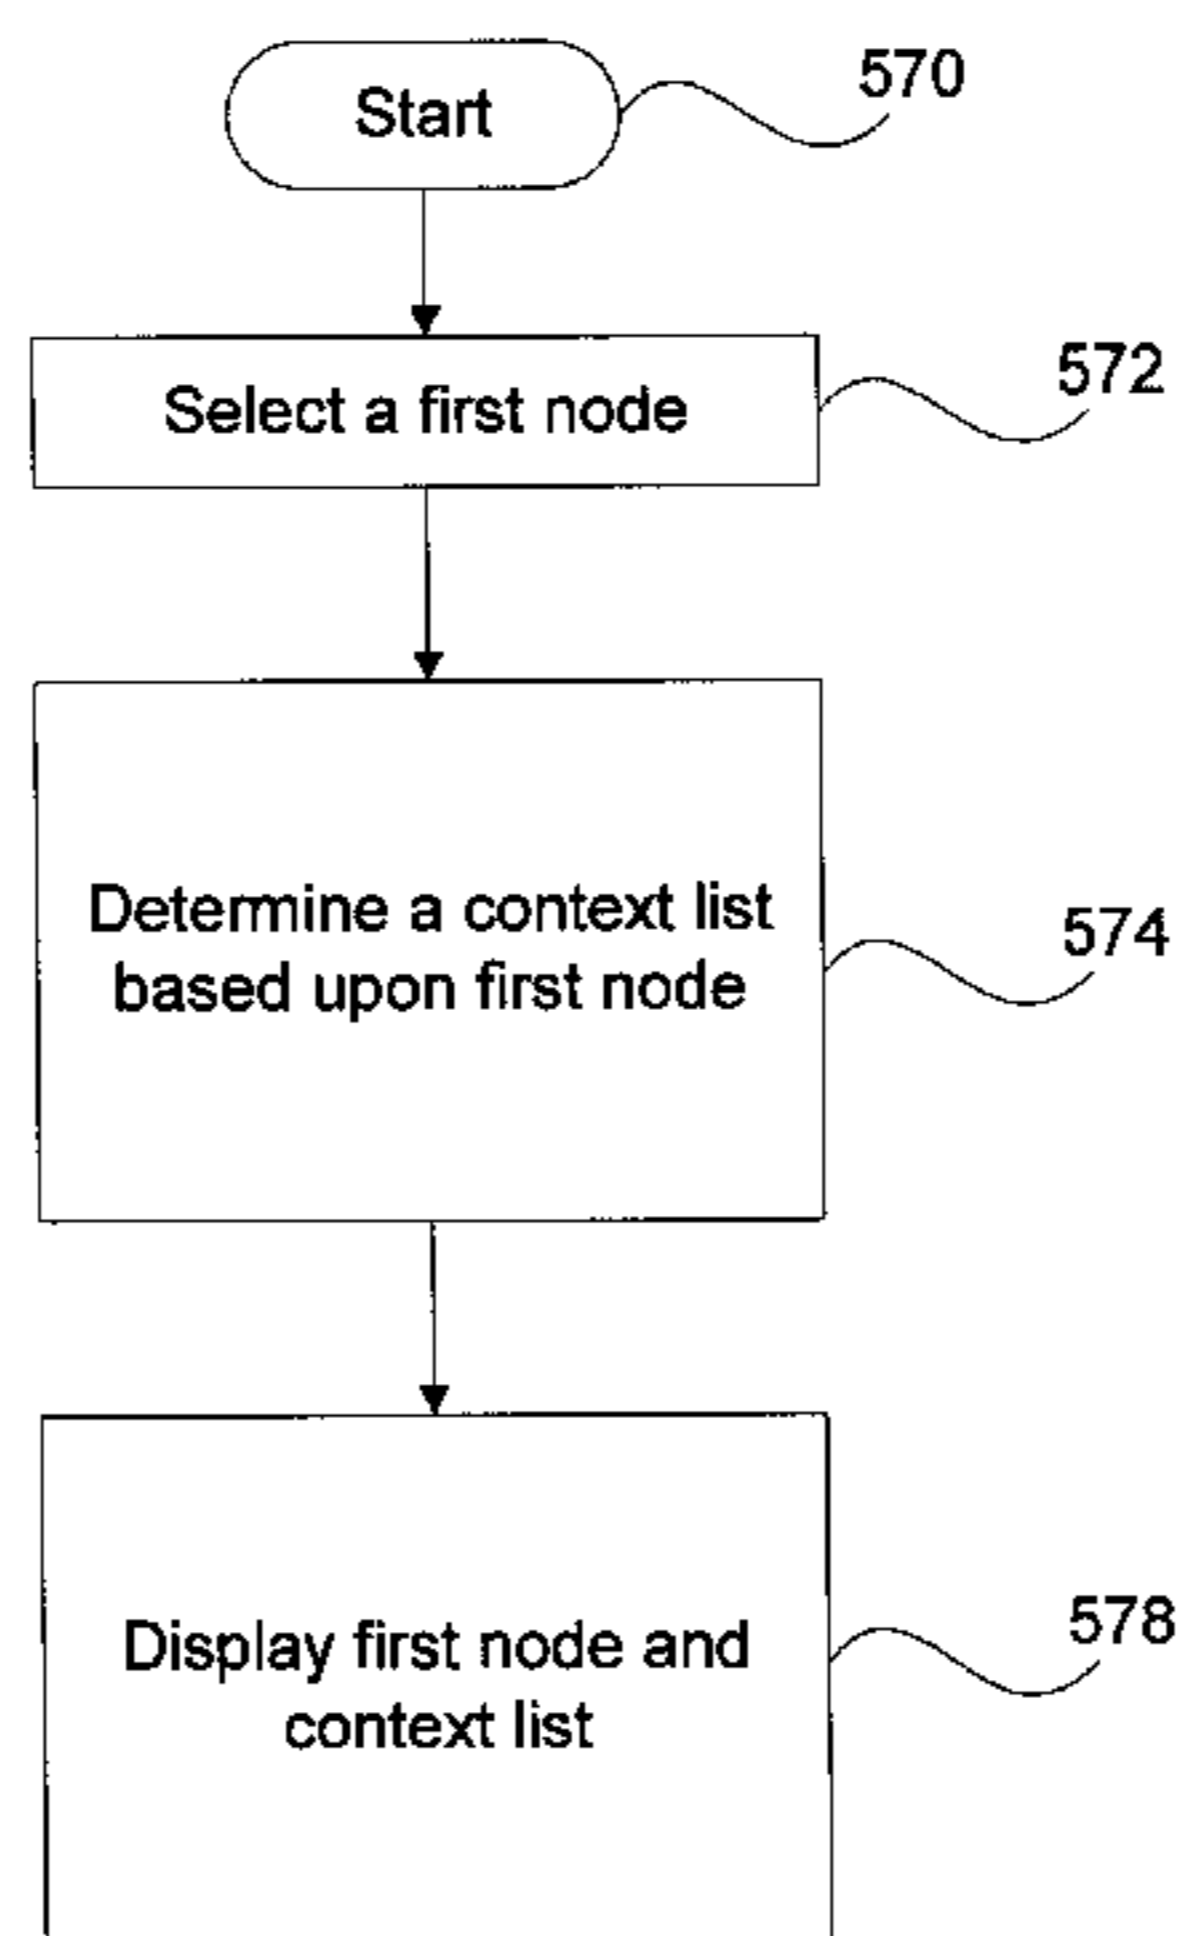 Start
570
Select a first node
572
Determine a context list
based upon first node
574
Display first node and
context list
578